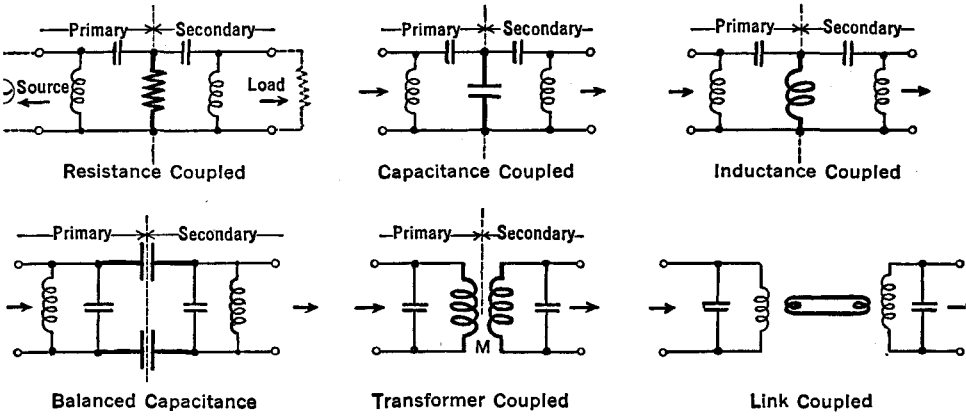 Primary Secondary
Source Load
Resistance Coupled
Primary Secondary
Capacitance Coupled
Primary Secondary
Inductance Coupled
Primary Secondary
Balanced Capacitance
Primary Secondary
M
Transformer Coupled
Link Coupled